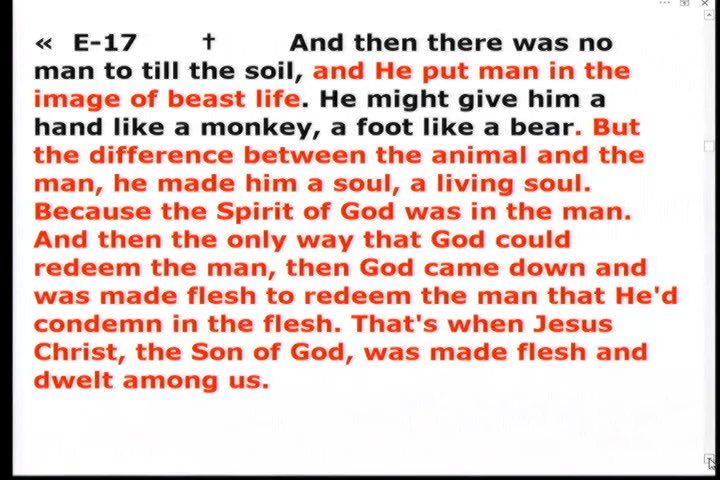 « E-17 † And then there was no
man to till the soil, and He put man in the
image of beast life. He might give him a
hand like a monkey, a foot like a bear. But
the difference between the animal and the
man, he made him a soul, a living soul.
Because the Spirit of God was in the man.
And then the only way that God could
redeem the man, then God came down and
was made flesh to redeem the man that He'd
condemn in the flesh. That's when Jesus
Christ, the Son of God, was made flesh and
dwelt among us.